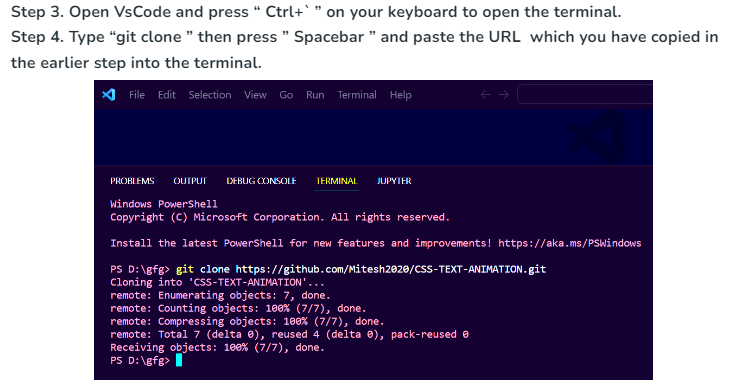 Step 3. Open VsCode and press “ Ctrl+` ” on your keyboard to open the terminal.
Step 4. Type “git clone ” then press ” Spacebar ” and paste the URL which you have copied in
the earlier step into the terminal.
File Edit Selection View Go Run Terminal Help
PROBLEMS OUTPUT DEBUG CONSOLE TERMINAL JUPYTER
Windows PowerShell
Copyright (C) Microsoft Corporation. All rights reserved.
Install the latest PowerShell for new features and improvements! https://aka.ms/PSWindows
PS D:\gfg> git clone https://github.com/Mitesh2020/CSS-TEXT-ANIMATION.git
Cloning into 'CSS-TEXT-ANIMATION'...
remote: Enumerating objects: 7, done.
remote: Counting objects: 100% (7/7), done.
remote: Compressing objects: 100% (7/7), done.
remote: Total 7 (delta 0), reused 4 (delta 0), pack-reused 0
Receiving objects: 100% (7/7), done.
PS D:\gfg>